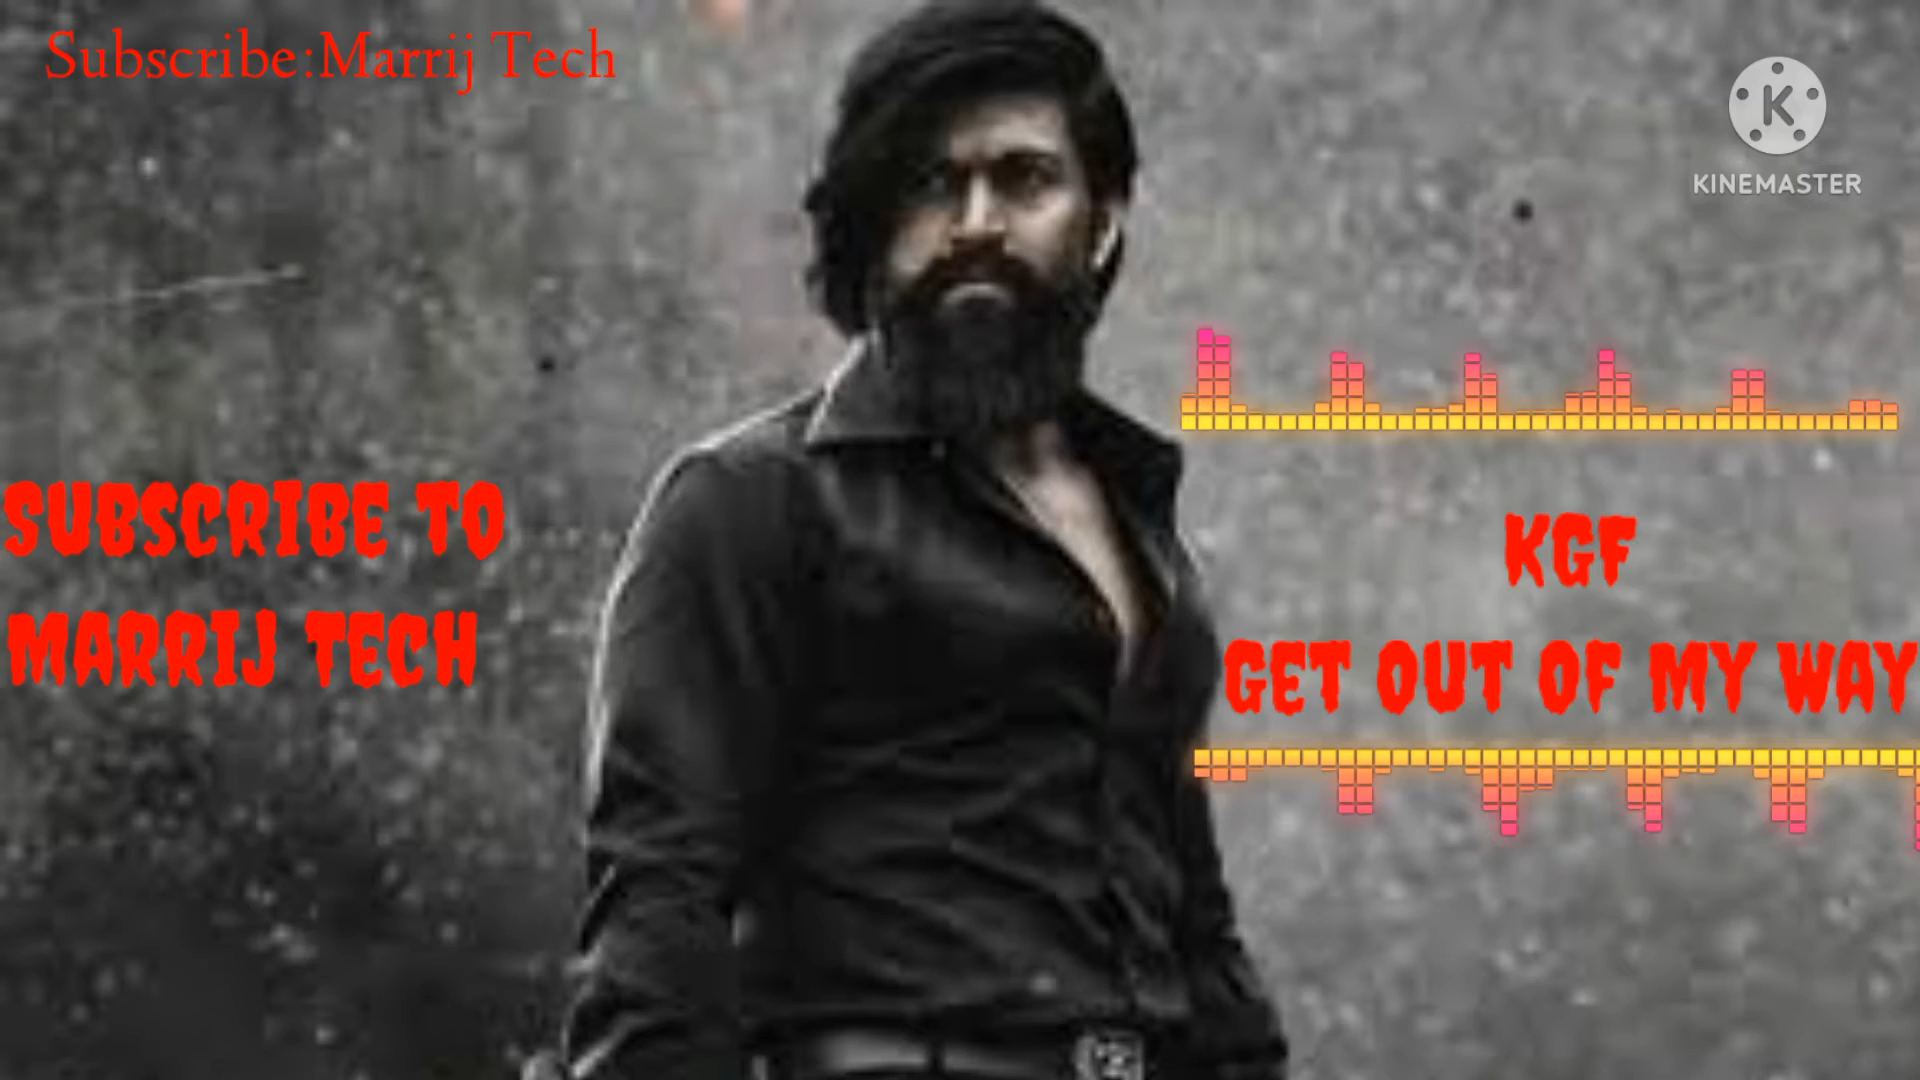 Subscribe:Marrij Tech
K
KINEMASTER
SUBSCRIBE TO
MARRIJ TECH
KGF
GET OUT OF MY WAY